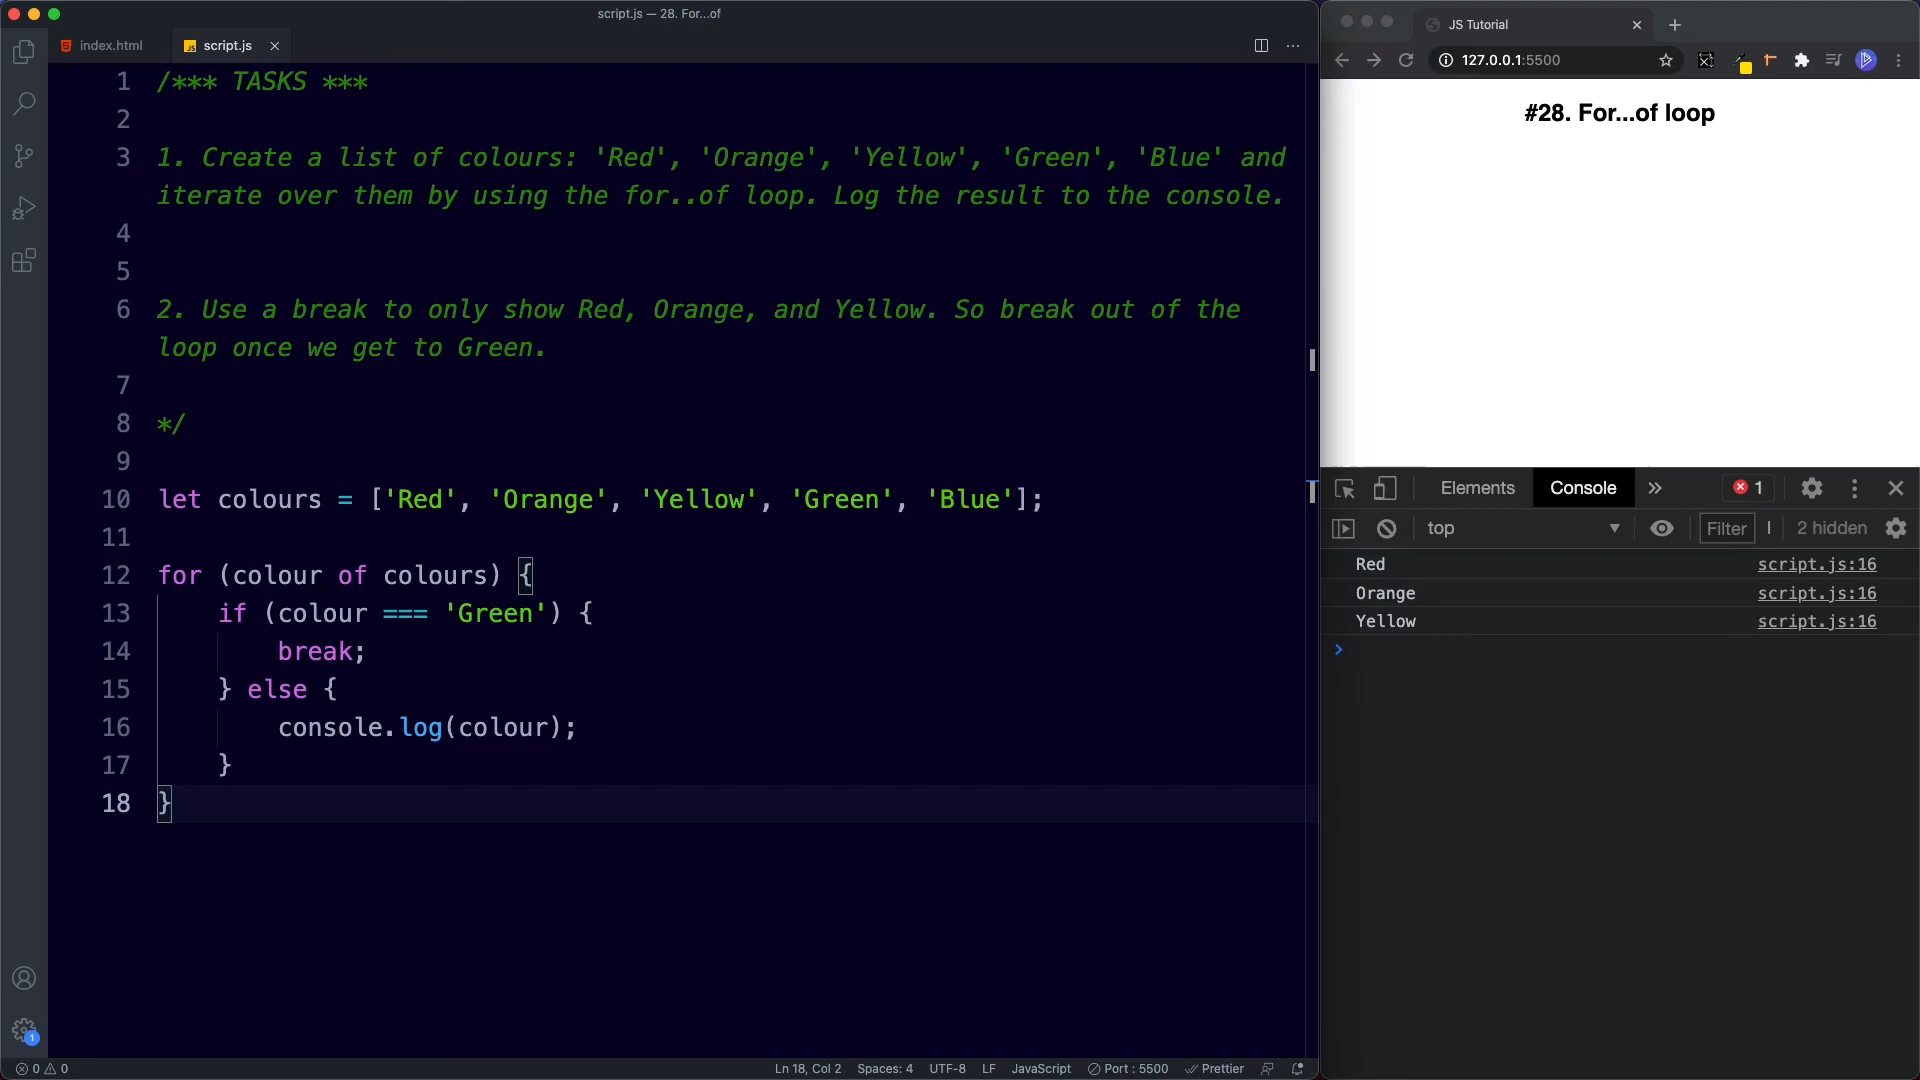 script.js — 28. For...of
index.html
script.js
1 /*** TASKS ***
2
3 1. Create a list of colours: 'Red', 'Orange', 'Yellow', 'Green', 'Blue' and
iterate over them by using the for..of loop. Log the result to the console.
4
5
6 2. Use a break to only show Red, Orange, and Yellow. So break out of the
loop once we get to Green.
7
8 */
9
10 let colours = ['Red', 'Orange', 'Yellow', 'Green', 'Blue'];
11
12 for (colour of colours) {
13 if (colour === 'Green') {
14 break;
15 } else {
16 console.log(colour);
17 }
18 }
0 0
Ln 18, Col 2 Spaces: 4 UTF-8 LF JavaScript Port : 5500 Prettier
1
JS Tutorial
127.0.0.1:5500
#28. For...of loop
Elements Console 1
top Filter 2 hidden
Red script.js:16
Orange script.js:16
Yellow script.js:16